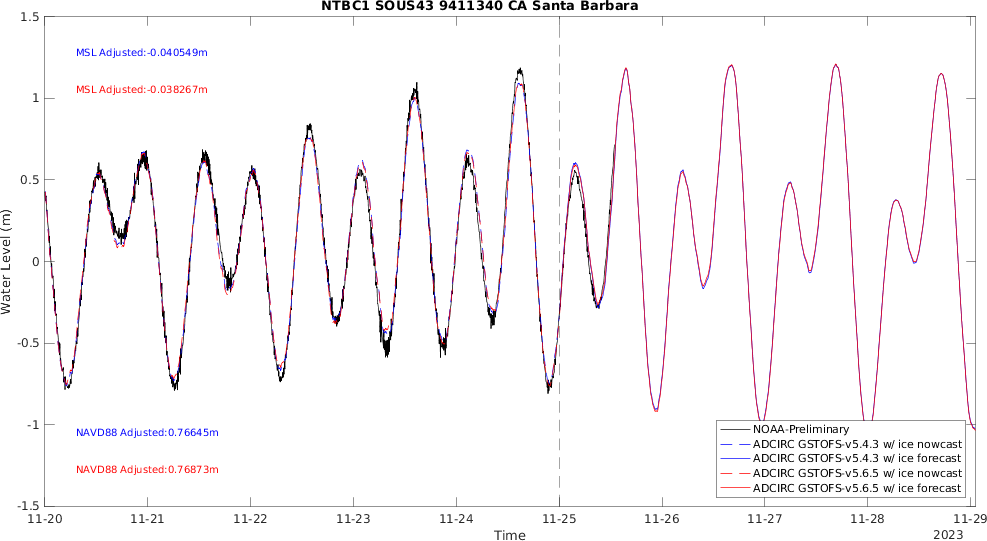 NTBC1 SOUS43 9411340 CA Santa Barbara
1.5
1
0.5
0
-0.5
-1
-1.5
Water Level (m)
MSL Adjusted:-0.040549m
MSL Adjusted:-0.038267m
NAVD88 Adjusted:0.76645m
NAVD88 Adjusted:0.76873m
NOAA-Preliminary
ADCIRC GSTOFS-v5.4.3 w/ ice nowcast
ADCIRC GSTOFS-v5.4.3 w/ ice forecast
ADCIRC GSTOFS-v5.6.5 w/ ice nowcast
ADCIRC GSTOFS-v5.6.5 w/ ice forecast
11-20 11-21 11-22 11-23 11-24 11-25 11-26 11-27 11-28 11-29
Time
2023